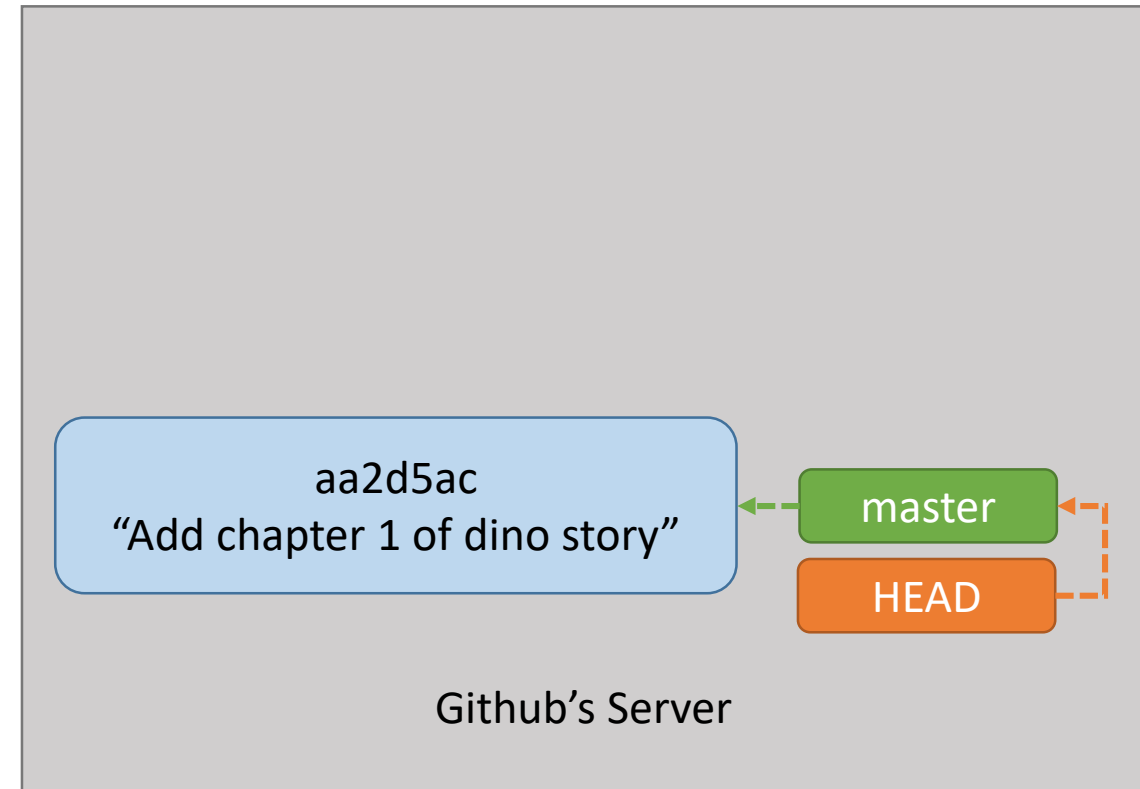 aa2d5ac
“Add chapter 1 of dino story”
master
HEAD
Github’s Server